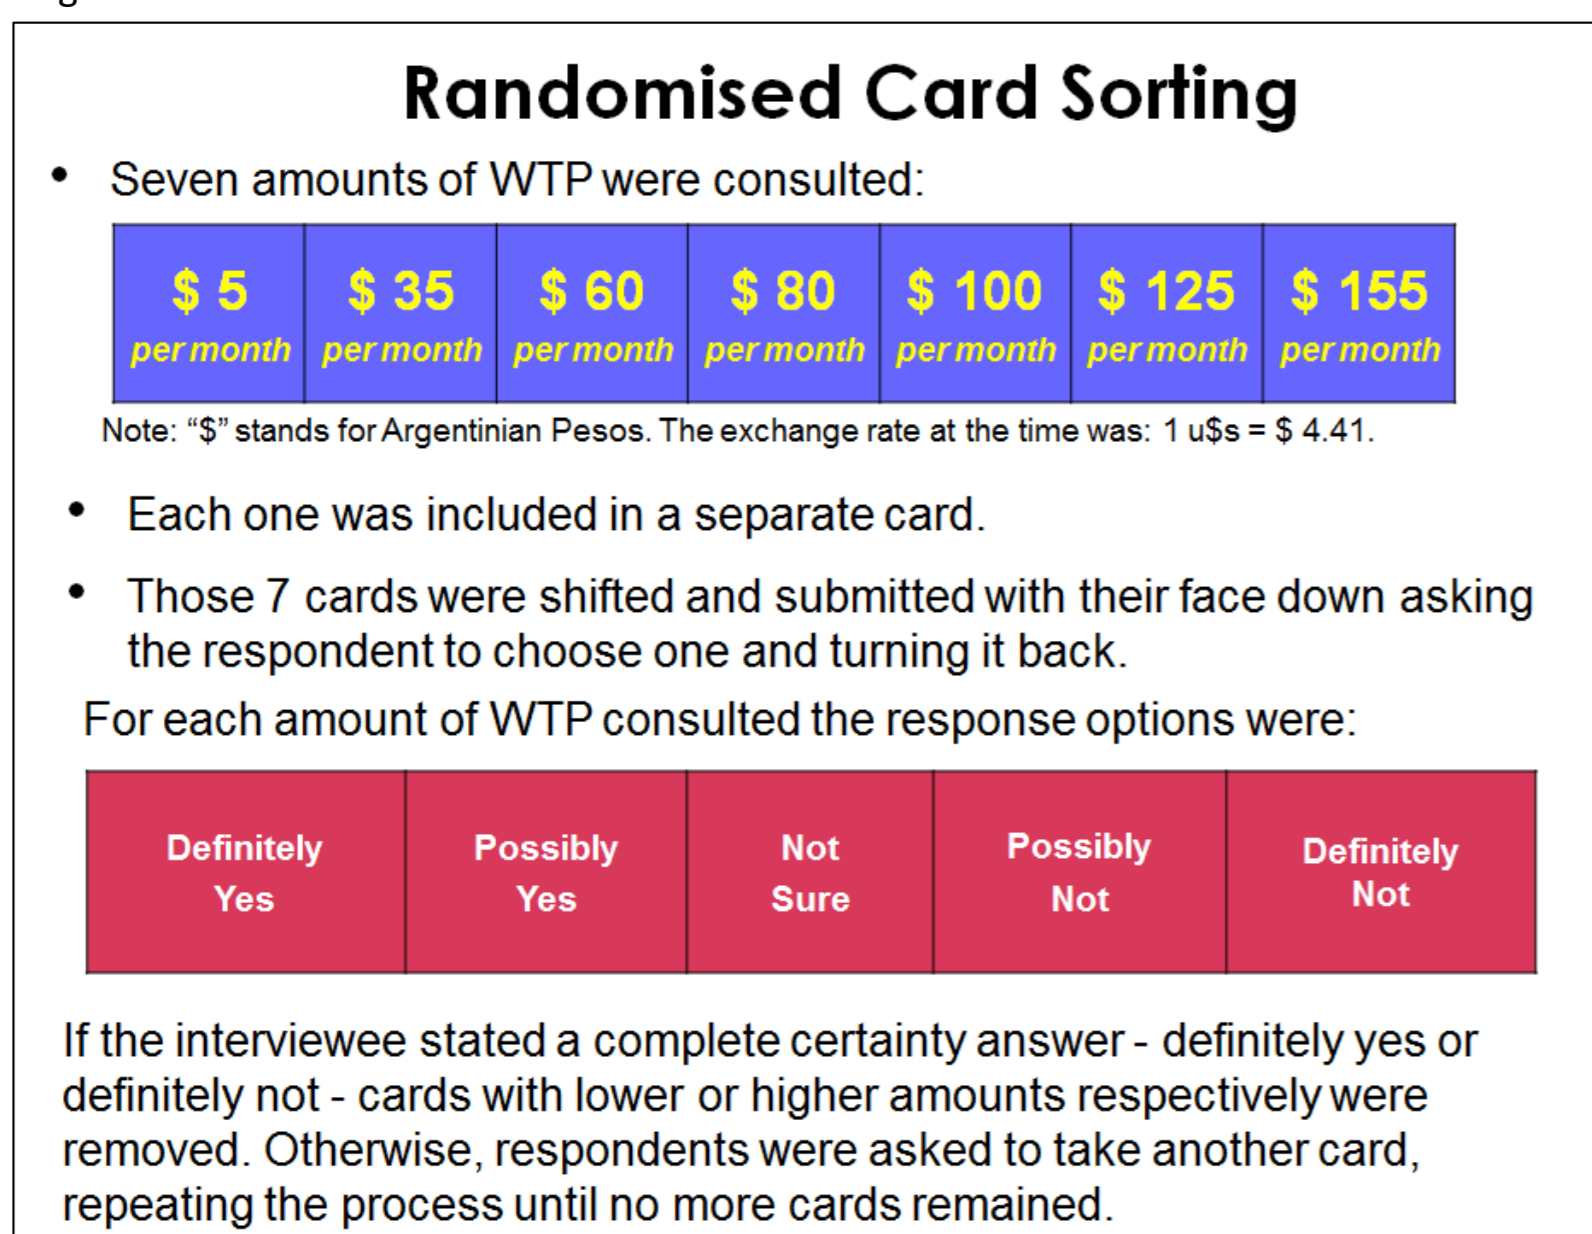 Randomised Card Sorting
• Seven amounts of WTP were consulted:
$ 5 $ 35 $ 60 $ 80 $ 100 $ 125 $ 155
per month per month per month per month per month per month per month
Note: “$” stands for Argentinian Pesos. The exchange rate at the time was: 1 u$s = $ 4.41.
• Each one was included in a separate card.
• Those 7 cards were shifted and submitted with their face down asking
the respondent to choose one and turning it back.
For each amount of WTP consulted the response options were:
Definitely Possibly Not Possibly Definitely
Yes Yes Sure Not Not
If the interviewee stated a complete certainty answer - definitely yes or
definitely not - cards with lower or higher amounts respectively were
removed. Otherwise, respondents were asked to take another card,
repeating the process until no more cards remained.